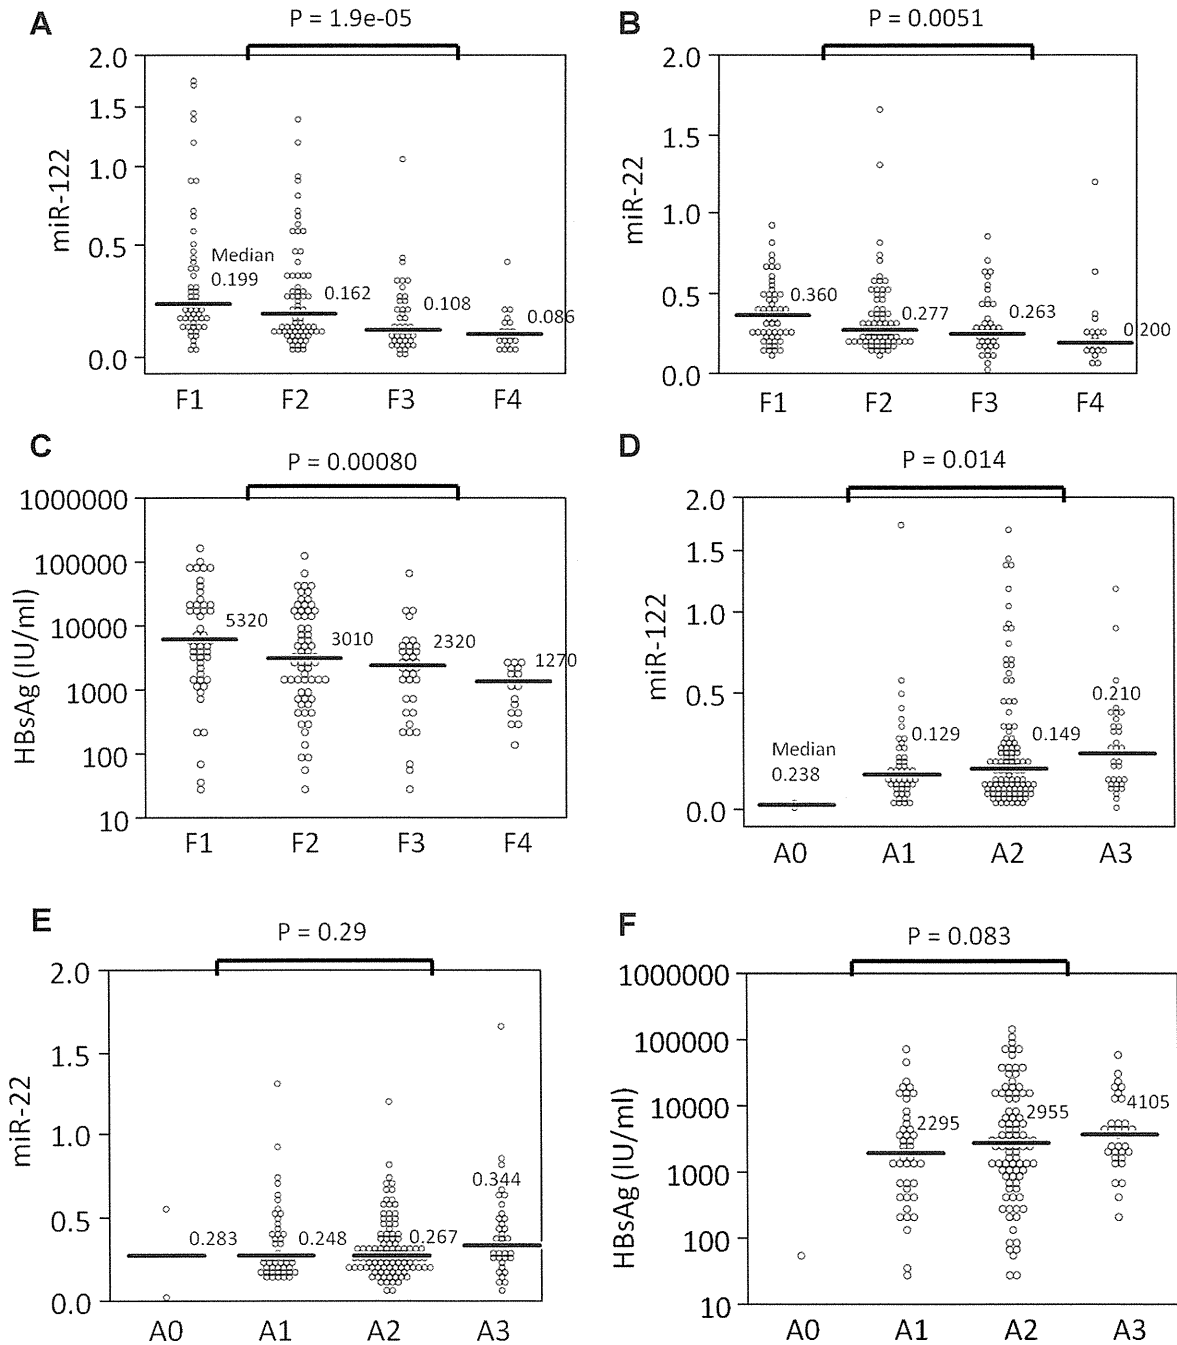 A
P = 1.9e-05
2.0
1.5
1.0
0.5
0.0
miR-122
Median
0.199
0.162
0.108
0.086
F1 F2 F3 F4
B
P = 0.0051
2.0
1.5
1.0
0.5
0.0
miR-22
0.360
0.277
0.263
0.200
F1 F2 F3 F4
C
P = 0.00080
1000000
100000
10000
1000
100
10
HBsAg (IU/ml)
5320
3010
2320
1270
F1 F2 F3 F4
D
P = 0.014
2.0
1.5
1.0
0.5
0.0
miR-122
Median
0.238
0.129
0.149
0.210
A0 A1 A2 A3
E
P = 0.29
2.0
1.5
1.0
0.5
0.0
miR-22
0.283
0.248
0.267
0.344
A0 A1 A2 A3
F
P = 0.083
1000000
100000
10000
1000
100
10
HBsAg (IU/ml)
2295
2955
4105
A0 A1 A2 A3